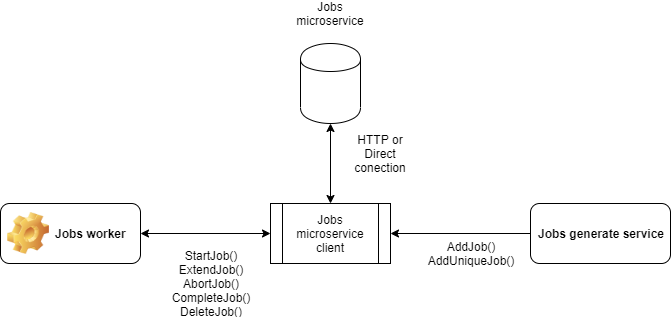 Jobs
microservice
HTTP or
Direct
conection
Jobs worker
Jobs
microservice
client
Jobs generate service
StartJob()
ExtendJob()
AbortJob()
CompleteJob()
DeleteJob()
AddJob()
AddUniqueJob()